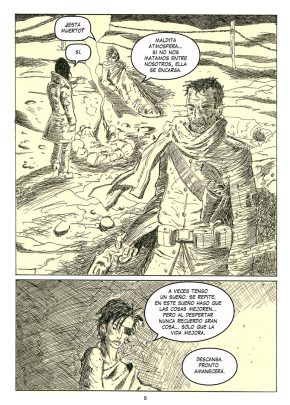 ¿ESTÁ
MUERTO?
SÍ.
MALDITA
ATMÓSFERA...
SI NO NOS
MATAMOS ENTRE
NOSOTROS, ELLA
SE ENCARGA.
A VECES TENGO
UN SUEÑO. SE REPITE.
EN ESTE SUEÑO HAGO QUE
LAS COSAS MEJOREN...
PERO AL DESPERTAR
NUNCA RECUERDO GRAN
COSA... SÓLO QUE LA
VIDA MEJORA.
DESCANSA.
PRONTO
AMANECERÁ.
6